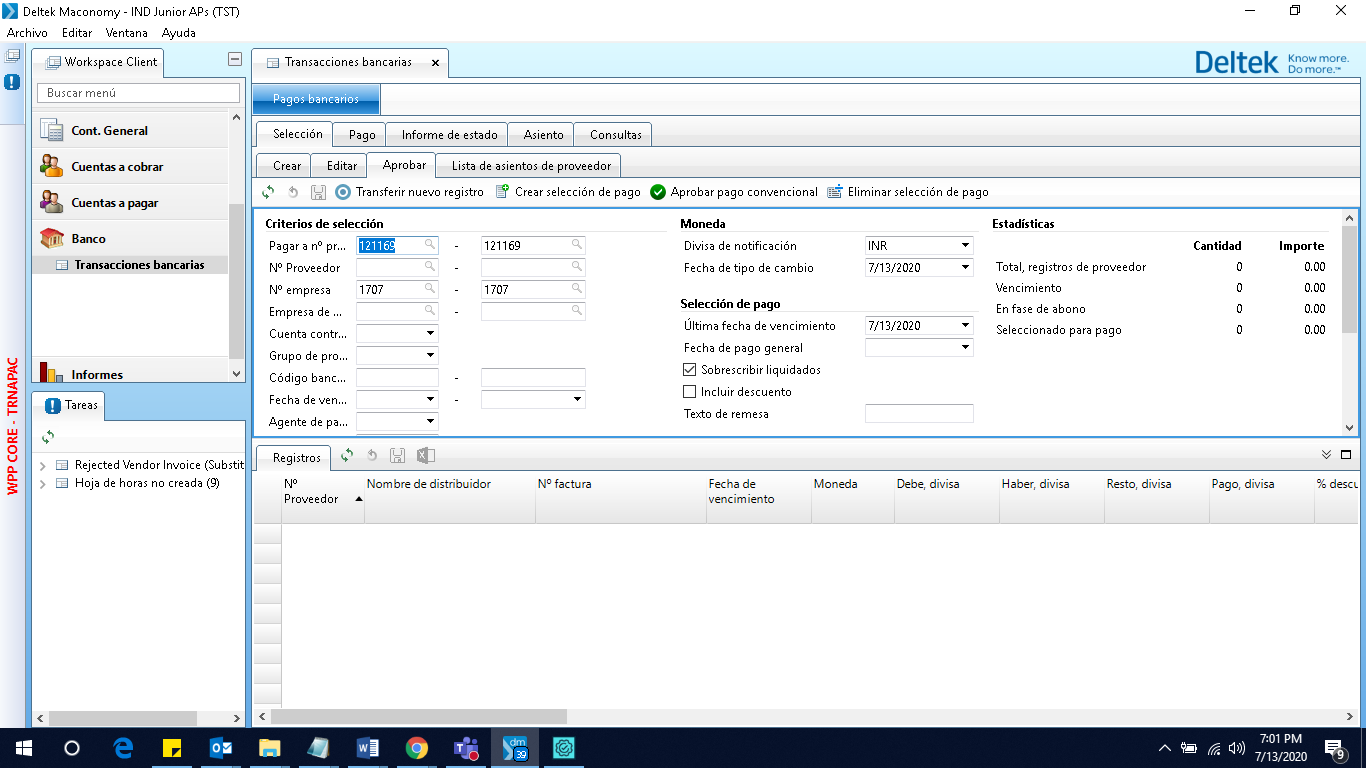 Deltek Maconomy - IND Junior APs (TST)
Archivo Editar Ventana Ayuda
Workspace Client
Transacciones bancarias
Deltek Know more. Do more.™
Buscar menú
Pagos bancarios
Cont. General
Cuentas a cobrar
Cuentas a pagar
Banco
Transacciones bancarias
Informes
Selección Pago Informe de estado Asiento Consultas
Crear Editar Aprobar Lista de asientos de proveedor
Transferir nuevo registro Crear selección de pago Aprobar pago convencional Eliminar selección de pago
Criterios de selección
Pagar a nº pr... 121169 - 121169
Nº Proveedor -
Nº empresa 1707 - 1707
Empresa de ... -
Cuenta contr...
Grupo de pro...
Código banc... -
Fecha de ven... -
Agente de pa...
Moneda
Divisa de notificación INR
Fecha de tipo de cambio 7/13/2020
Selección de pago
Última fecha de vencimiento 7/13/2020
Fecha de pago general
Sobrescribir liquidados
Incluir descuento
Texto de remesa
Estadísticas
Cantidad Importe
Total, registros de proveedor 0 0.00
Vencimiento 0 0.00
En fase de abono 0 0.00
Seleccionado para pago 0 0.00
Tareas
Rejected Vendor Invoice (Substit
Hoja de horas no creada (9)
WPP CORE - TRNAPAC
Registros
Nº Proveedor Nombre de distribuidor Nº factura Fecha de vencimiento Moneda Debe, divisa Haber, divisa Resto, divisa Pago, divisa % descu
dm
39
7:01 PM
7/13/2020
9